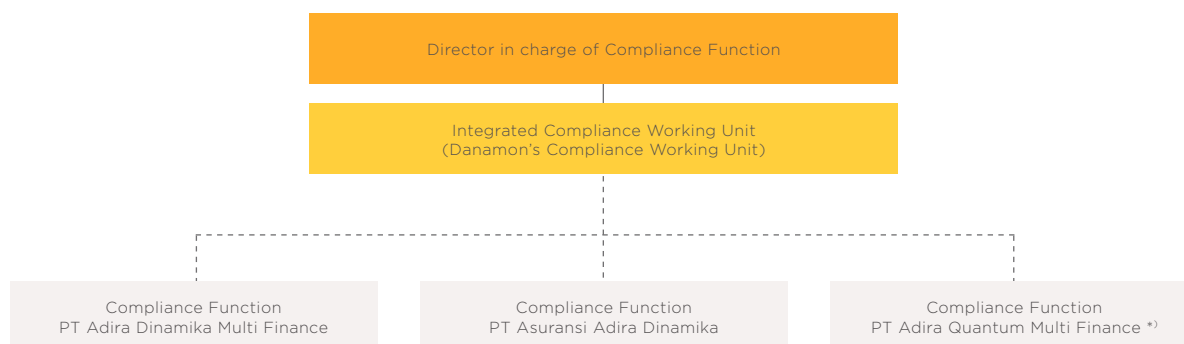 Director in charge of Compliance Function
Integrated Compliance Working Unit
(Danamon's Compliance Working Unit)
Compliance Function
PT Adira Dinamika Multi Finance
Compliance Function
PT Asuransi Adira Dinamika
Compliance Function
PT Adira Quantum Multi Finance *)